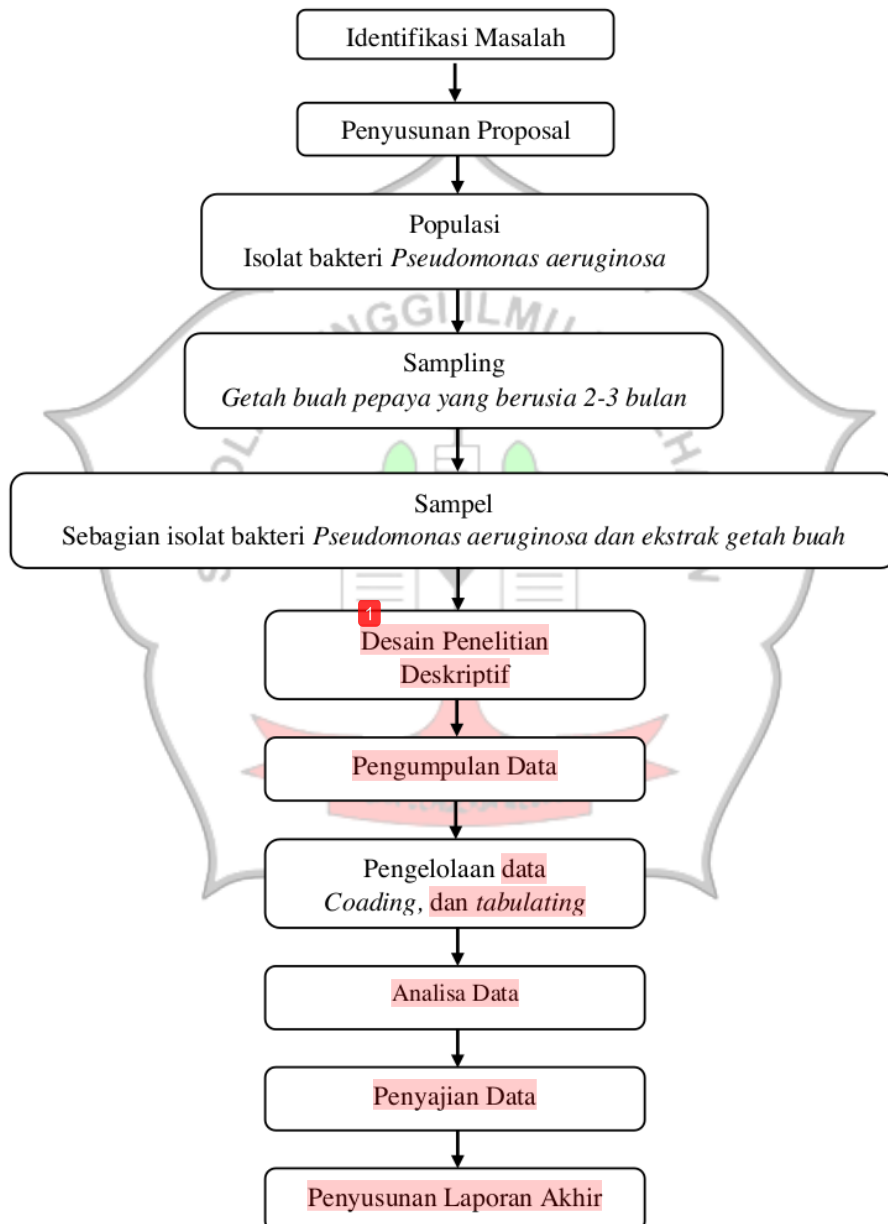 Identifikasi Masalah
Penyusunan Proposal
Populasi
Isolat bakteri Pseudomonas aeruginosa
NGGI ILMU
Sampling
Getah buah pepaya yang berusia 2-3 bulan
Sampel
Sebagian isolat bakteri Pseudomonas aeruginosa dan ekstrak getah buah
1
Desain Penelitian
Deskriptif
Pengumpulan Data
Pengelolaan data
Coading, dan tabulating
Analisa Data
Penyajian Data
Penyusunan Laporan Akhir